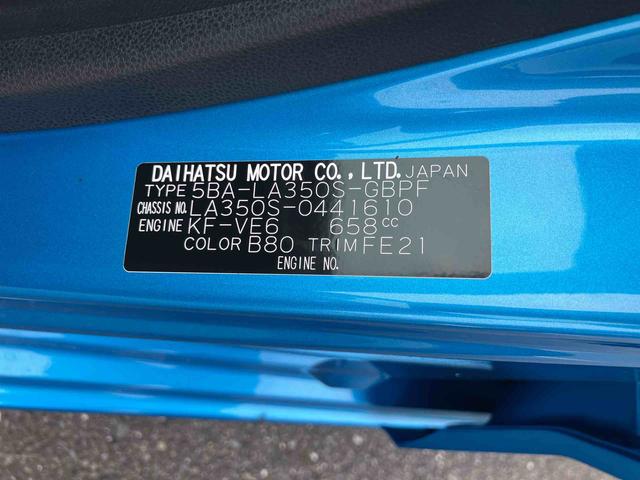 DAIHATSU MOTOR CO.,LTD. JAPAN
TYPE 5BA-LA350S-GBPF
CHASSIS NO. LA350S-0441610
ENGINE KF-VE6 658cc
COLOR B80 TRIM FE21
ENGINE NO.